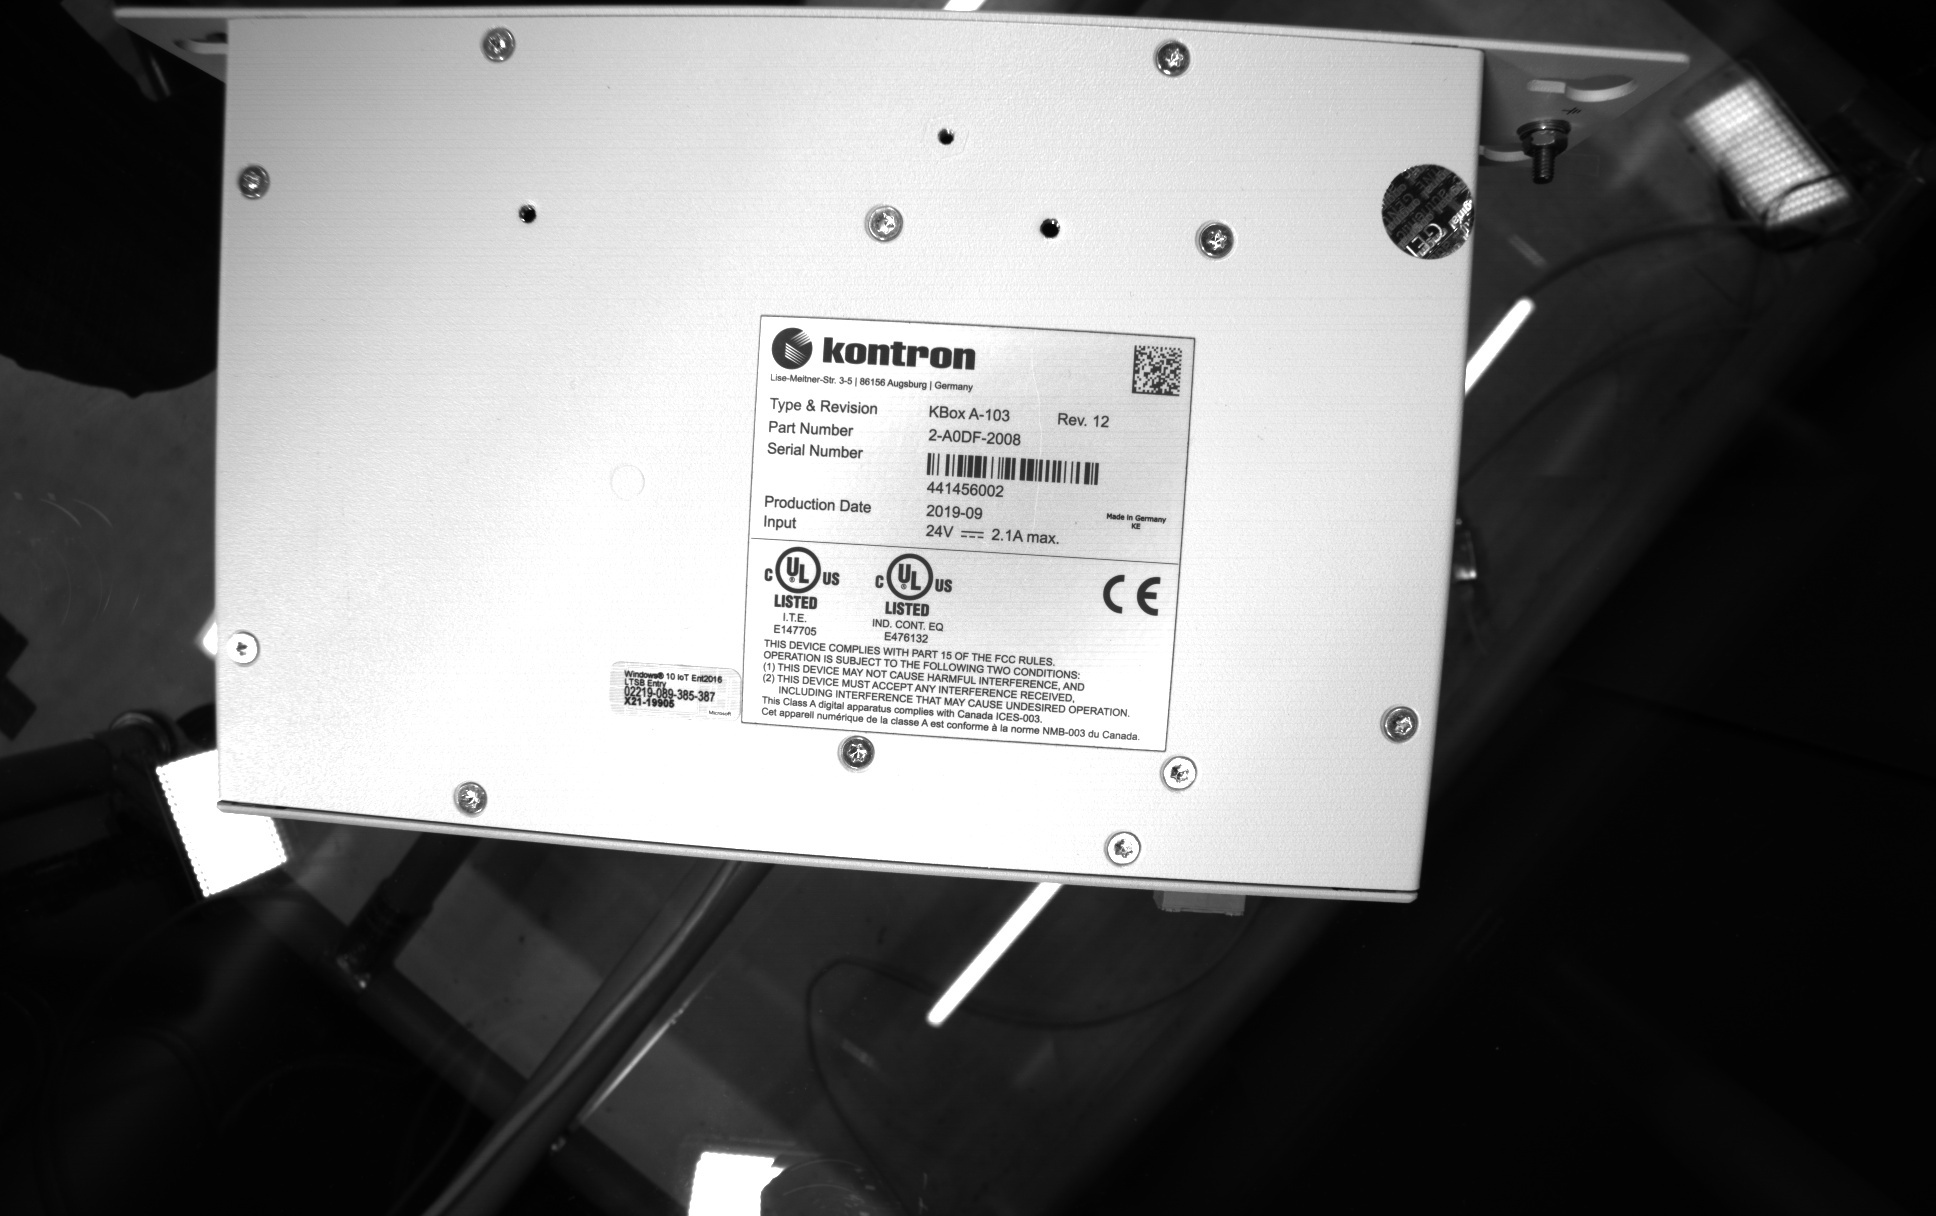 kontron
Lise-Meitner-Str. 3-5 | 86156 Augsburg | Germany
Type & Revision KBox A-103 Rev. 12
Part Number 2-A0DF-2008
Serial Number
441456002
Production Date 2019-09
Made in Germany
KE
Input 24V 2.1A max.
C UL US
LISTED
I.T.E.
E147705
C UL US
LISTED
IND. CONT. EQ
E476132
CE
THIS DEVICE COMPLIES WITH PART 15 OF THE FCC RULES.
OPERATION IS SUBJECT TO THE FOLLOWING TWO CONDITIONS:
(1) THIS DEVICE MAY NOT CAUSE HARMFUL INTERFERENCE, AND
(2) THIS DEVICE MUST ACCEPT ANY INTERFERENCE RECEIVED,
INCLUDING INTERFERENCE THAT MAY CAUSE UNDESIRED OPERATION.
This Class A digital apparatus complies with Canada ICES-003.
Cet appareil numérique de la classe A est conforme à la norme NMB-003 du Canada.
Windows® 10 IoT Ent2016
LTSB Entry
02219-089-385-387
X21-19905
Microsoft